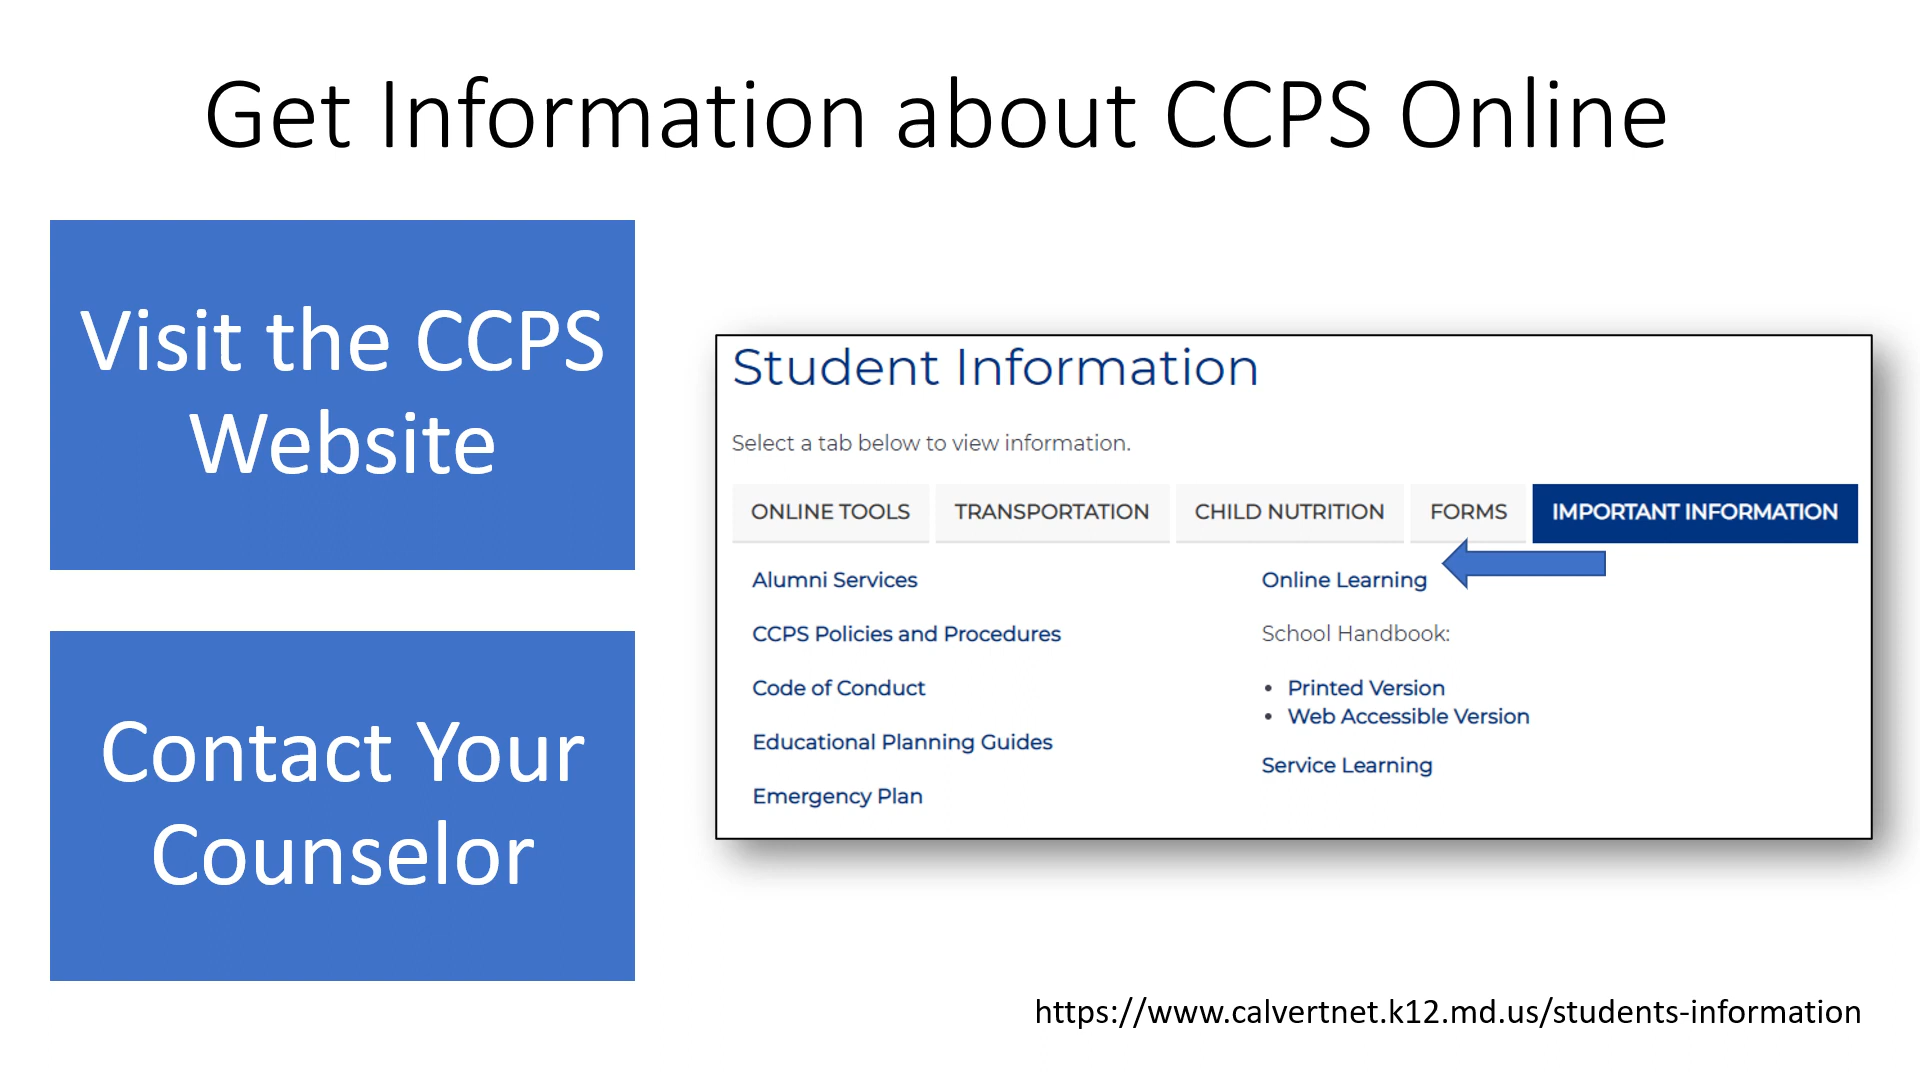 Get Information about CCPS Online
Visit the CCPS
Website
Contact Your
Counselor
Student Information
Select a tab below to view information.
ONLINE TOOLS TRANSPORTATION CHILD NUTRITION FORMS IMPORTANT INFORMATION
Alumni Services
CCPS Policies and Procedures
Code of Conduct
Educational Planning Guides
Emergency Plan
Online Learning
School Handbook:
• Printed Version
• Web Accessible Version
Service Learning
https://www.calvertnet.k12.md.us/students-information